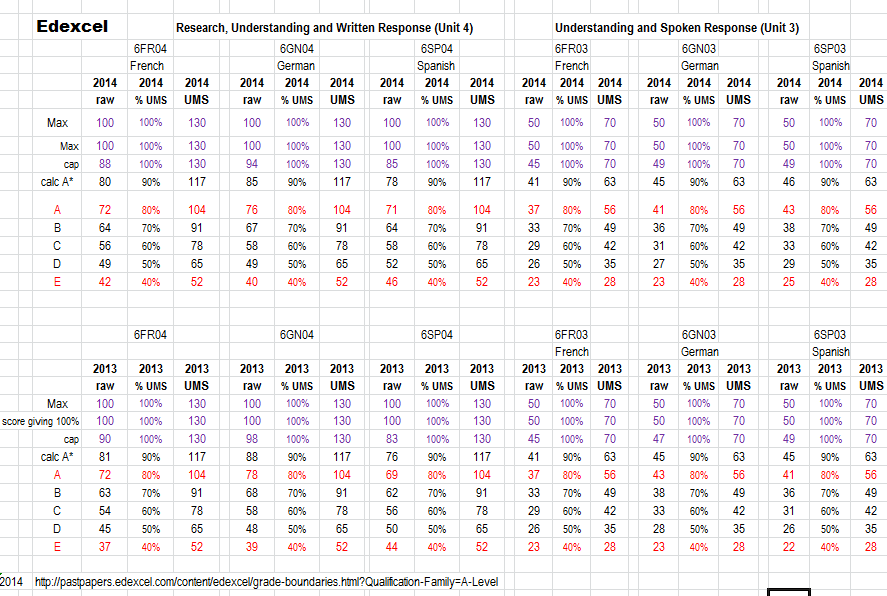 Edexcel Research, Understanding and Written Response (Unit 4) Understanding and Spoken Response (Unit 3)
6FR04 6GN04 6SP04 6FR03 6GN03 6SP03
French German Spanish French German Spanish
2014 2014 2014 2014 2014 2014 2014 2014 2014 2014 2014 2014 2014 2014 2014 2014 2014 2014
raw % UMS UMS raw % UMS UMS raw % UMS UMS raw % UMS UMS raw % UMS UMS raw % UMS UMS
Max 100 100% 130 100 100% 130 100 100% 130 50 100% 70 50 100% 70 50 100% 70
Max 100 100% 130 100 100% 130 100 100% 130 50 100% 70 50 100% 70 50 100% 70
cap 88 100% 130 94 100% 130 85 100% 130 45 100% 70 49 100% 70 49 100% 70
calc A* 80 90% 117 85 90% 117 78 90% 117 41 90% 63 45 90% 63 46 90% 63
A 72 80% 104 76 80% 104 71 80% 104 37 80% 56 41 80% 56 43 80% 56
B 64 70% 91 67 70% 91 64 70% 91 33 70% 49 36 70% 49 38 70% 49
C 56 60% 78 58 60% 78 58 60% 78 29 60% 42 31 60% 42 33 60% 42
D 49 50% 65 49 50% 65 52 50% 65 26 50% 35 27 50% 35 29 50% 35
E 42 40% 52 40 40% 52 46 40% 52 23 40% 28 23 40% 28 25 40% 28
6FR04 6GN04 6SP04 6FR03 6GN03 6SP03
French German Spanish
2013 2013 2013 2013 2013 2013 2013 2013 2013 2013 2013 2013 2013 2013 2013 2013 2013 2013
raw % UMS UMS raw % UMS UMS raw % UMS UMS raw % UMS UMS raw % UMS UMS raw % UMS UMS
Max 100 100% 130 100 100% 130 100 100% 130 50 100% 70 50 100% 70 50 100% 70
score giving 100% 100 100% 130 100 100% 130 100 100% 130 50 100% 70 50 100% 70 50 100% 70
cap 90 100% 130 98 100% 130 83 100% 130 45 100% 70 47 100% 70 49 100% 70
calc A* 81 90% 117 88 90% 117 76 90% 117 41 90% 63 45 90% 63 45 90% 63
A 72 80% 104 78 80% 104 69 80% 104 37 80% 56 43 80% 56 41 80% 56
B 63 70% 91 68 70% 91 62 70% 91 33 70% 49 38 70% 49 36 70% 49
C 54 60% 78 58 60% 78 56 60% 78 29 60% 42 33 60% 42 31 60% 42
D 45 50% 65 48 50% 65 50 50% 65 26 50% 35 28 50% 35 26 50% 35
E 37 40% 52 39 40% 52 44 40% 52 23 40% 28 23 40% 28 22 40% 28
2014 http://pastpapers.edexcel.com/content/edexcel/grade-boundaries.html?Qualification-Family=A-Level